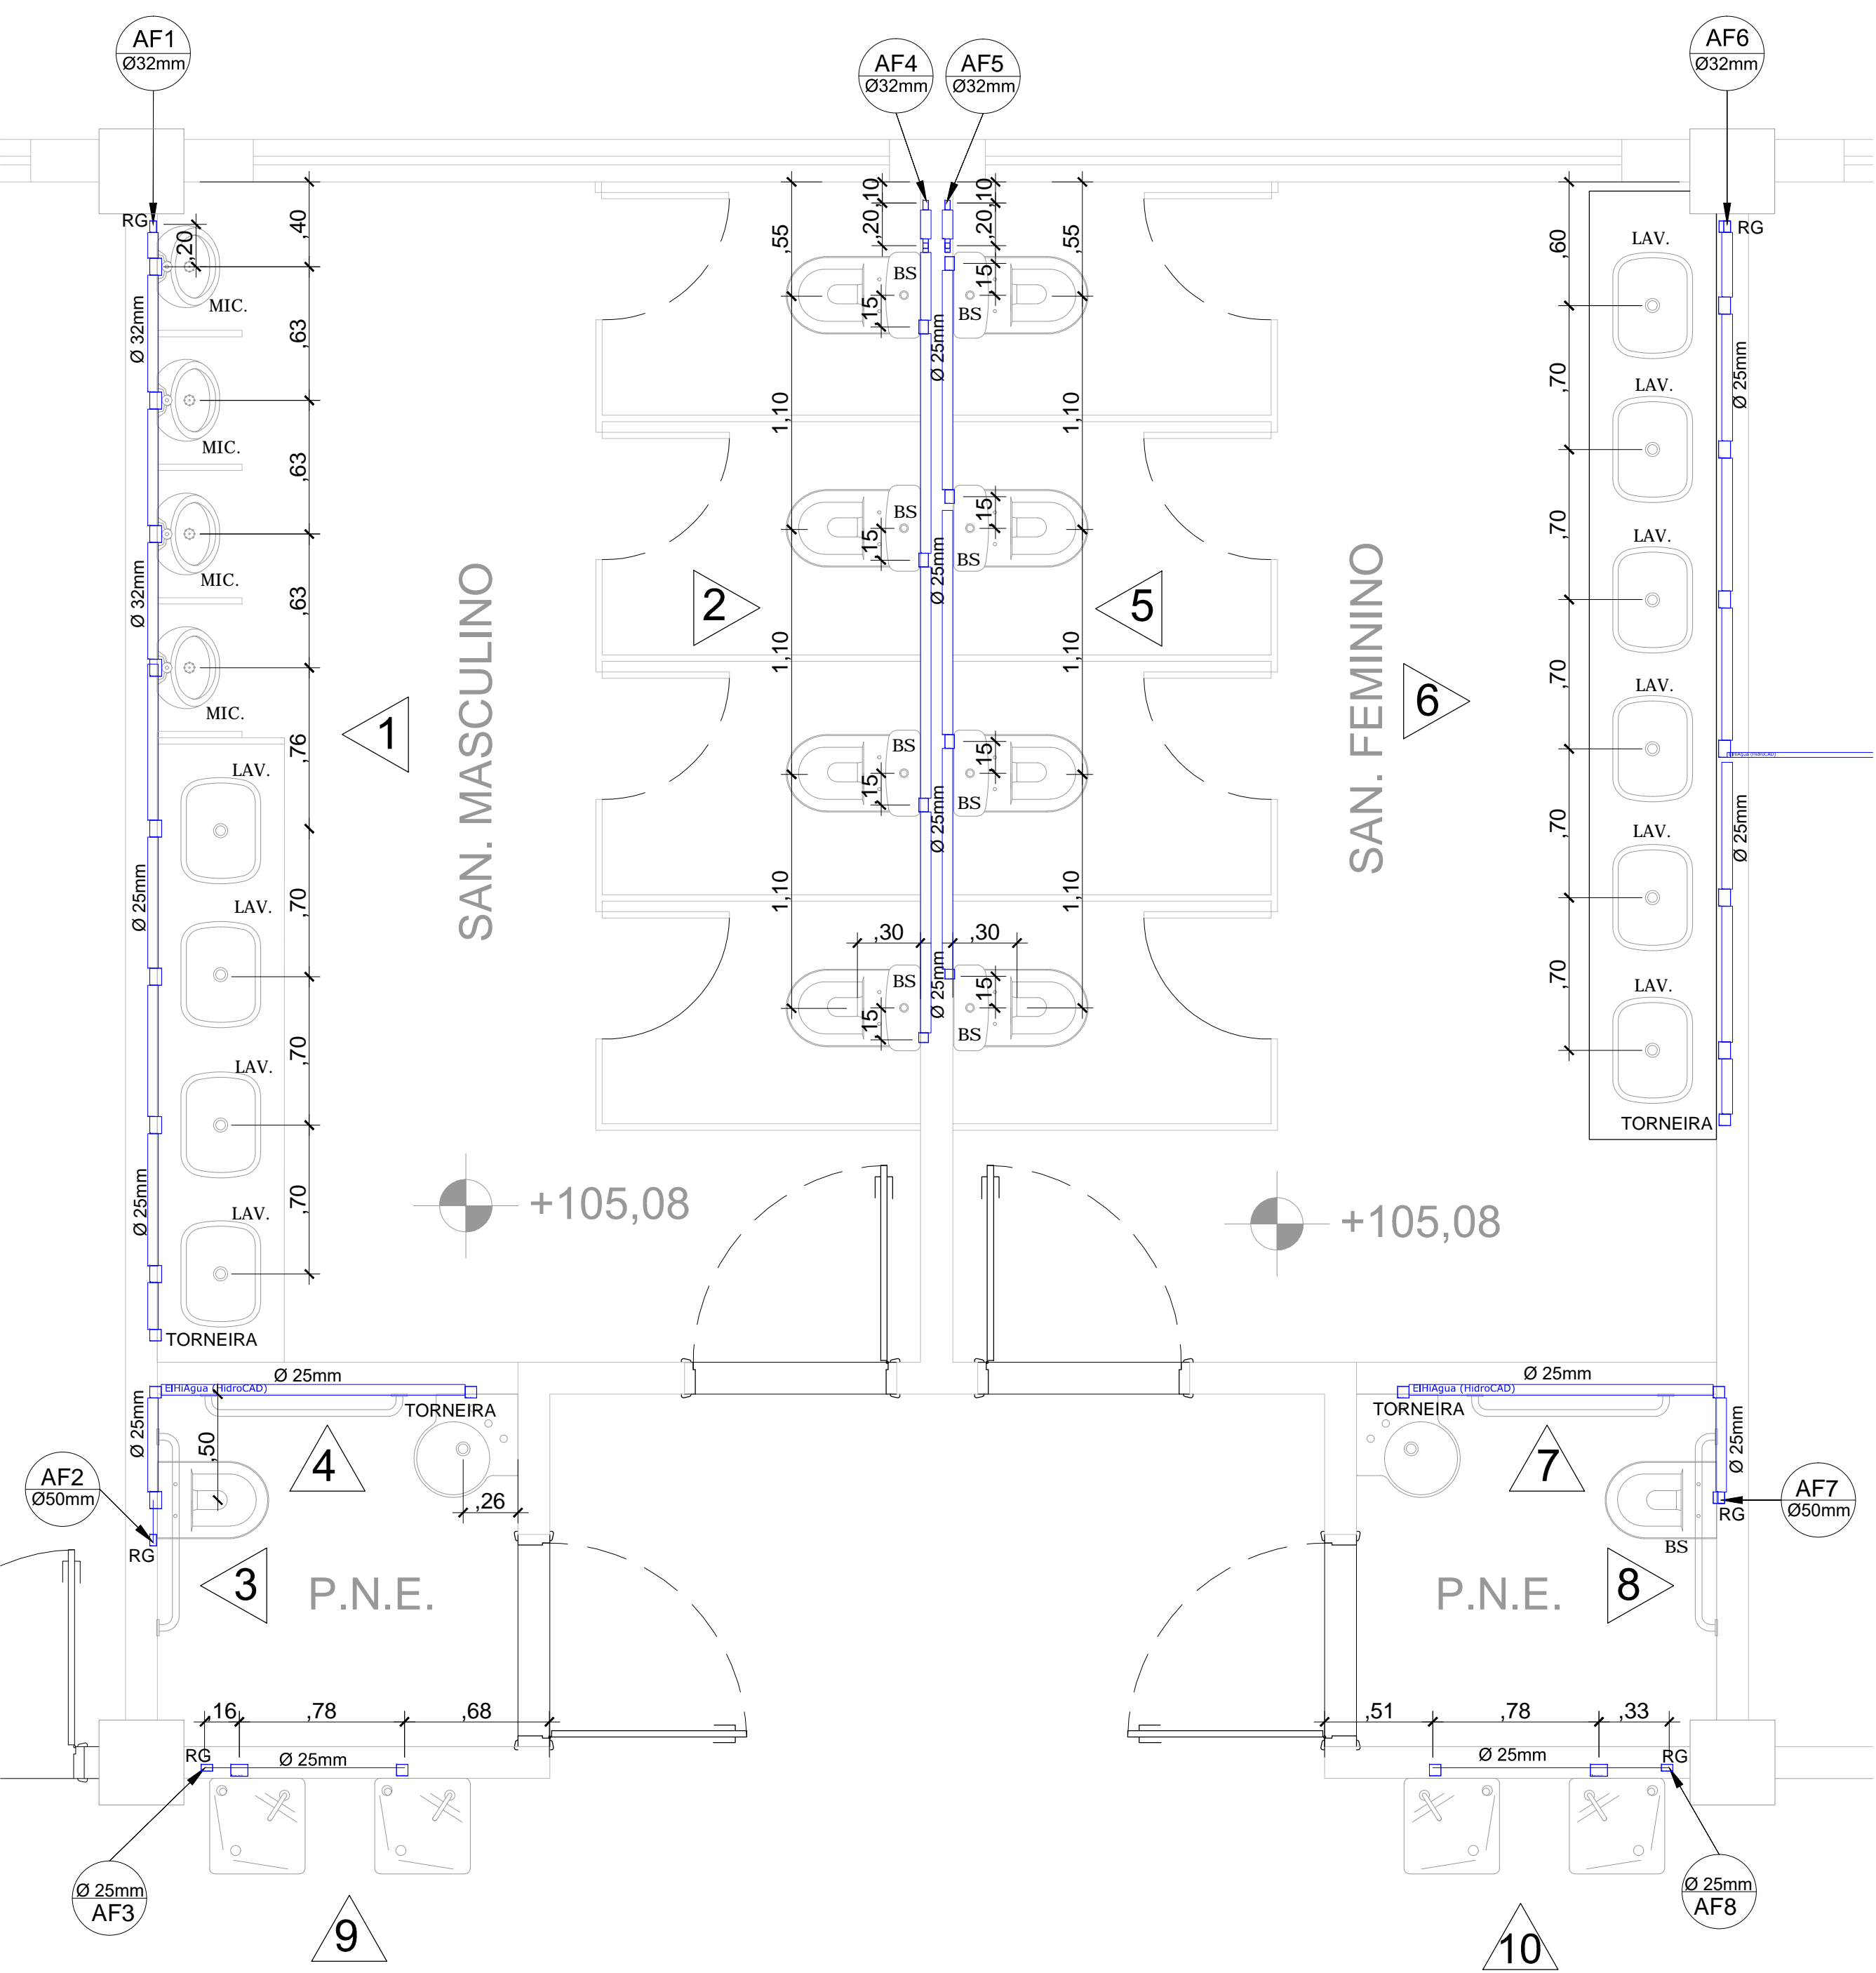 AF1
Ø32mm
AF4
Ø32mm
AF5
Ø32mm
AF6
Ø32mm
RG
,20
,40
MIC.
Ø 32mm
,63
MIC.
,63
MIC.
Ø 32mm
,63
MIC.
,76
1
SAN. MASCULINO
LAV.
Ø 25mm
LAV.
,70
LAV.
,70
Ø 25mm
LAV.
,70
TORNEIRA
,10
,20
,10
,20
,55
,55
BS
BS
,15
,15
Ø 25mm
1,10
1,10
BS
BS
,15
,15
Ø 25mm
2
5
1,10
1,10
BS
BS
,15
,15
Ø 25mm
1,10
1,10
,30
,30
BS
BS
,15
,15
Ø 25mm
SAN. FEMININO
6
RG
,60
LAV.
Ø 25mm
,70
LAV.
,70
LAV.
,70
LAV.
ElHiAgua (HidroCAD)
,70
LAV.
Ø 25mm
,70
LAV.
TORNEIRA
+105,08
+105,08
Ø 25mm
ElHiAgua (HidroCAD)
TORNEIRA
Ø 25mm
,50
4
,26
AF2
Ø50mm
RG
3
P.N.E.
Ø 25mm
ElHiAgua (HidroCAD)
TORNEIRA
Ø 25mm
7
AF7
Ø50mm
RG
BS
8
P.N.E.
,16
,78
,68
RG
Ø 25mm
Ø 25mm
AF3
9
,51
,78
,33
Ø 25mm
RG
Ø 25mm
AF8
10